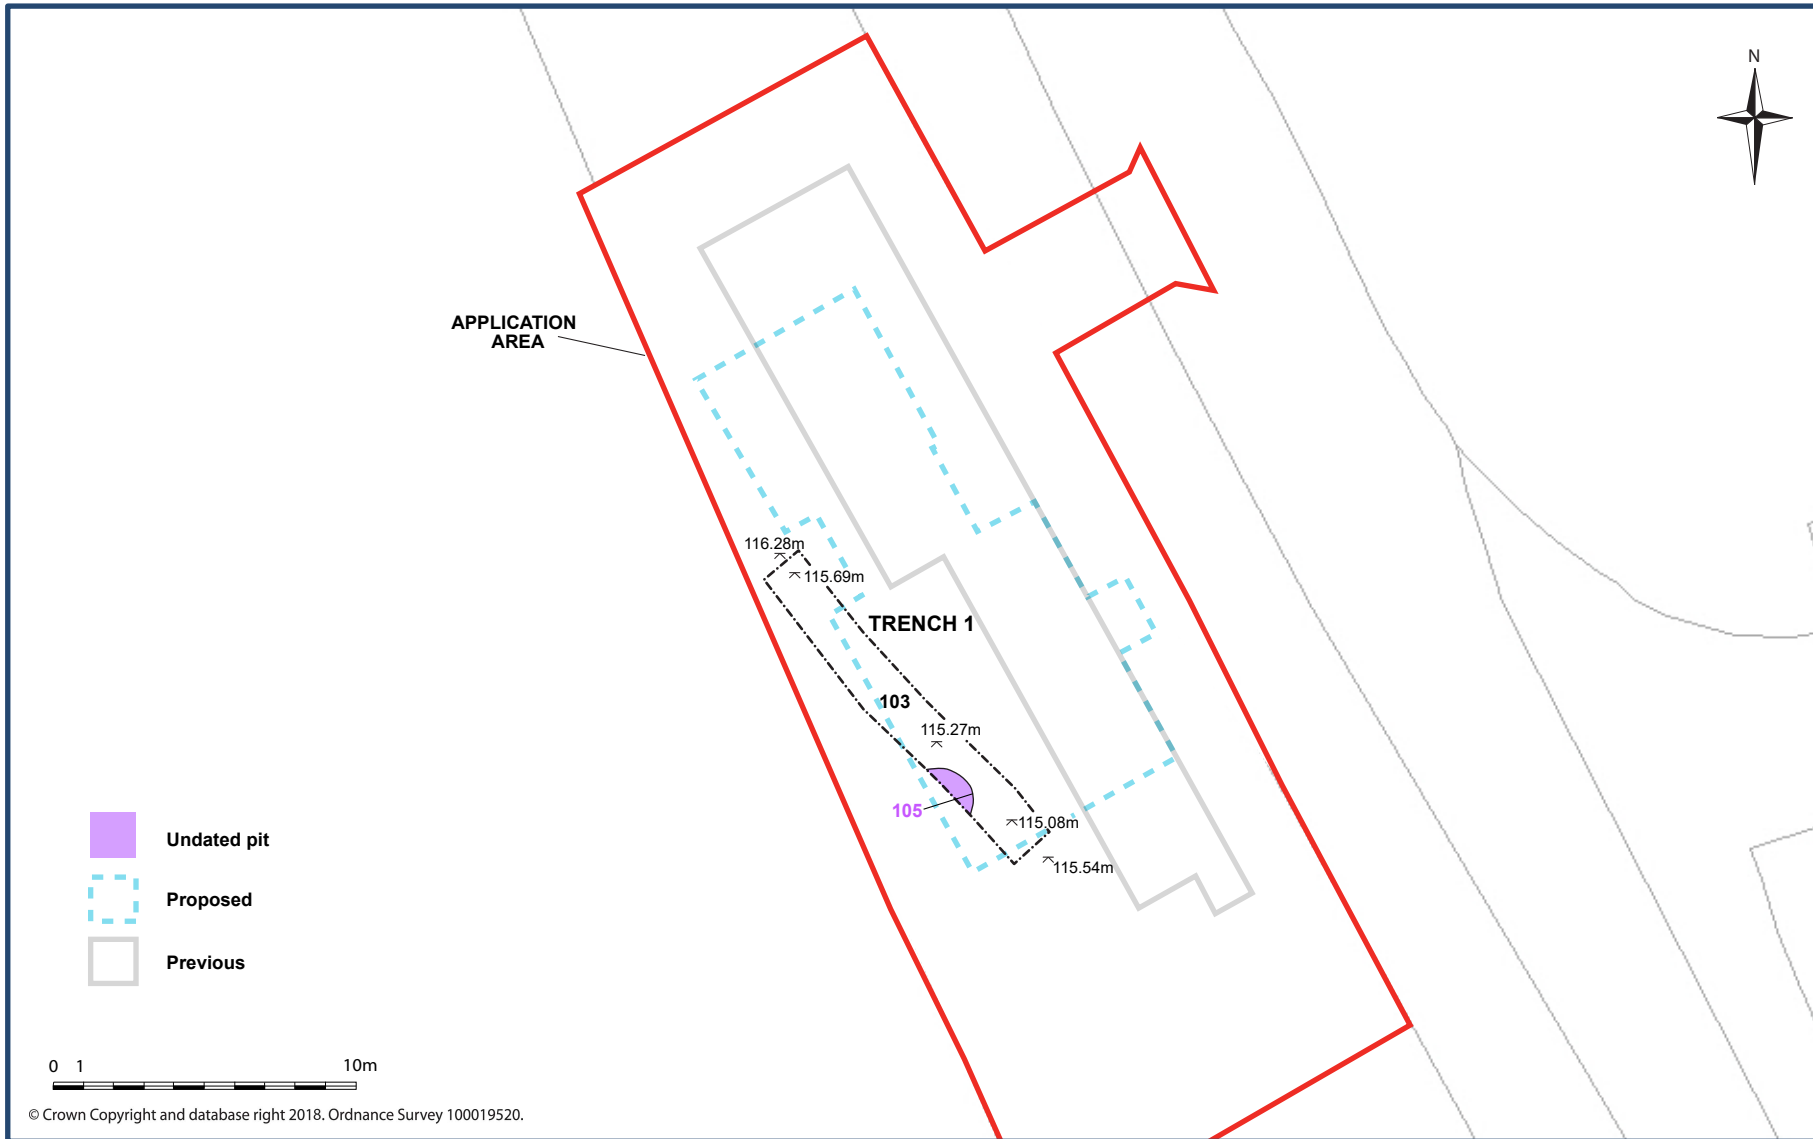 N
APPLICATION
AREA
116.28m
115.69m
TRENCH 1
103
115.27m
105
115.08m
115.54m
Undated pit
Proposed
Previous
0 1 10m
© Crown Copyright and database right 2018. Ordnance Survey 100019520.